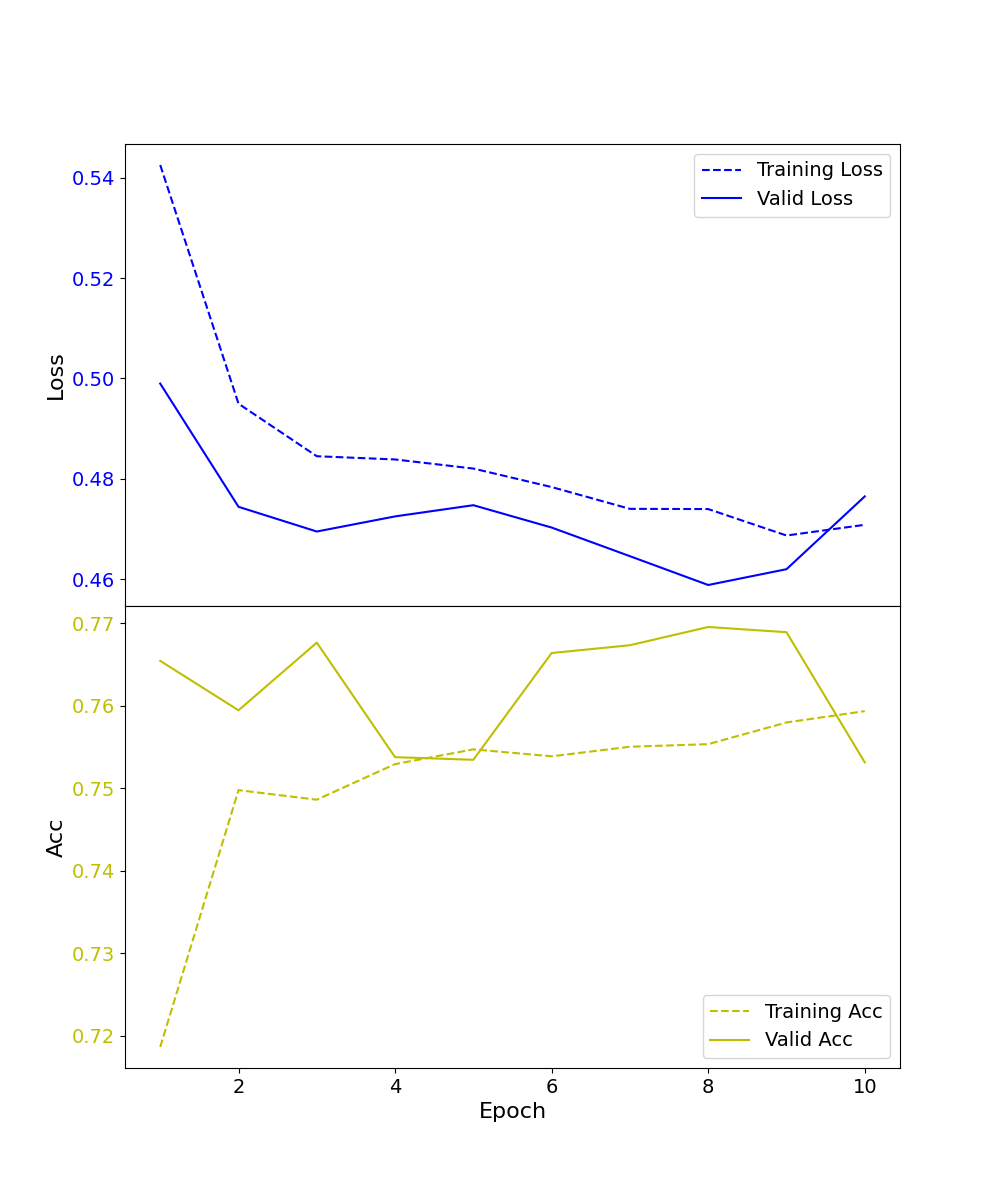 0.54
0.52
0.50
0.48
0.46
Loss
Training Loss
Valid Loss
0.77
0.76
0.75
0.74
0.73
0.72
Acc
Training Acc
Valid Acc
2 4 6 8 10
Epoch